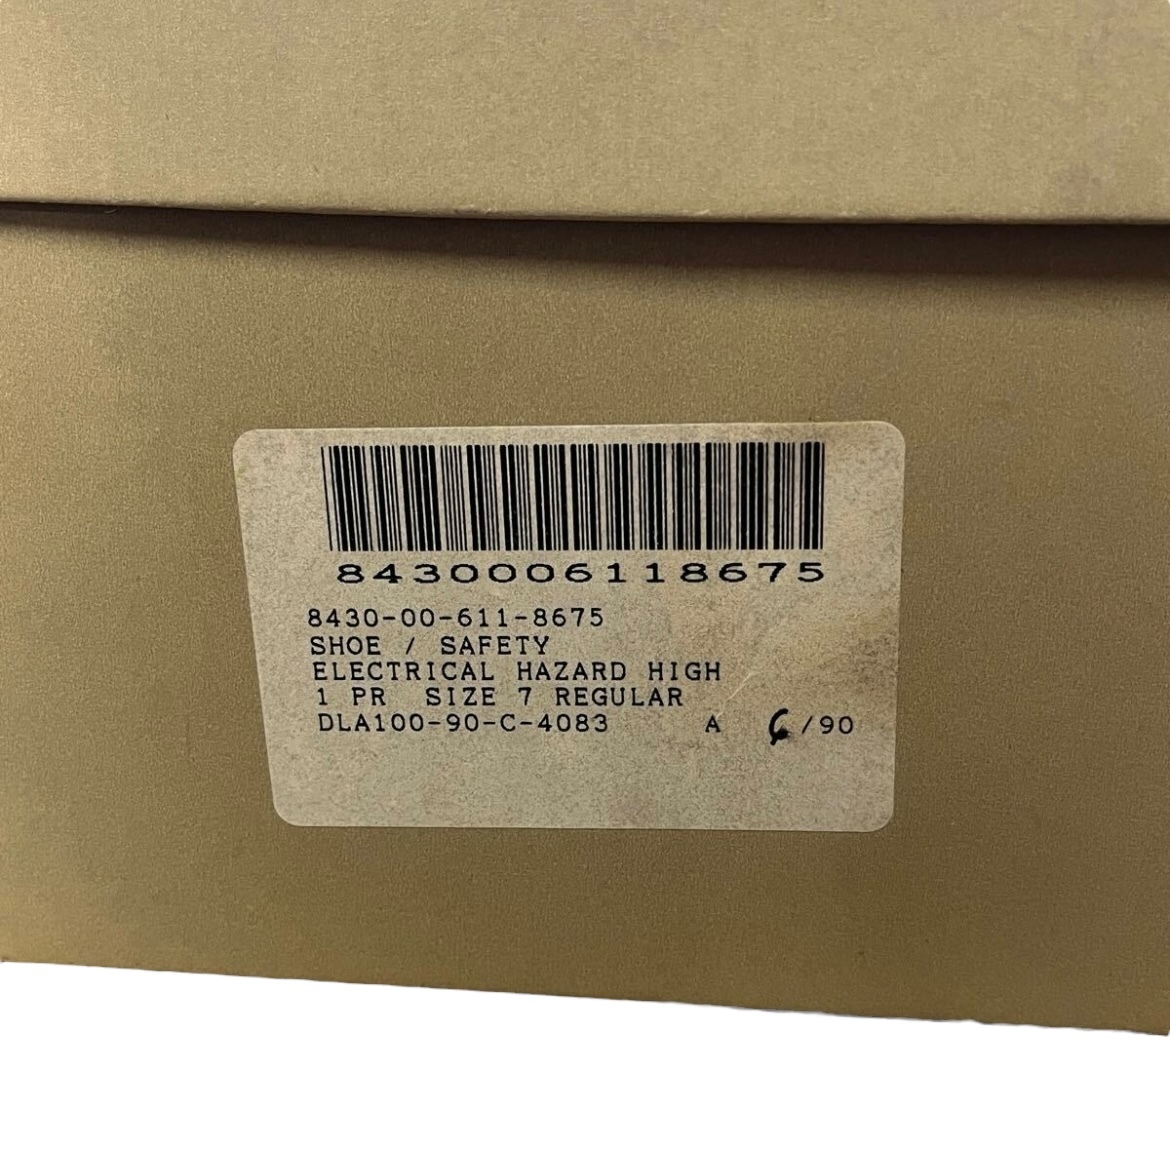 8430006118675
8430-00-611-8675
SHOE / SAFETY
ELECTRICAL HAZARD HIGH
1 PR SIZE 7 REGULAR
DLA100-90-C-4083 A 6/90